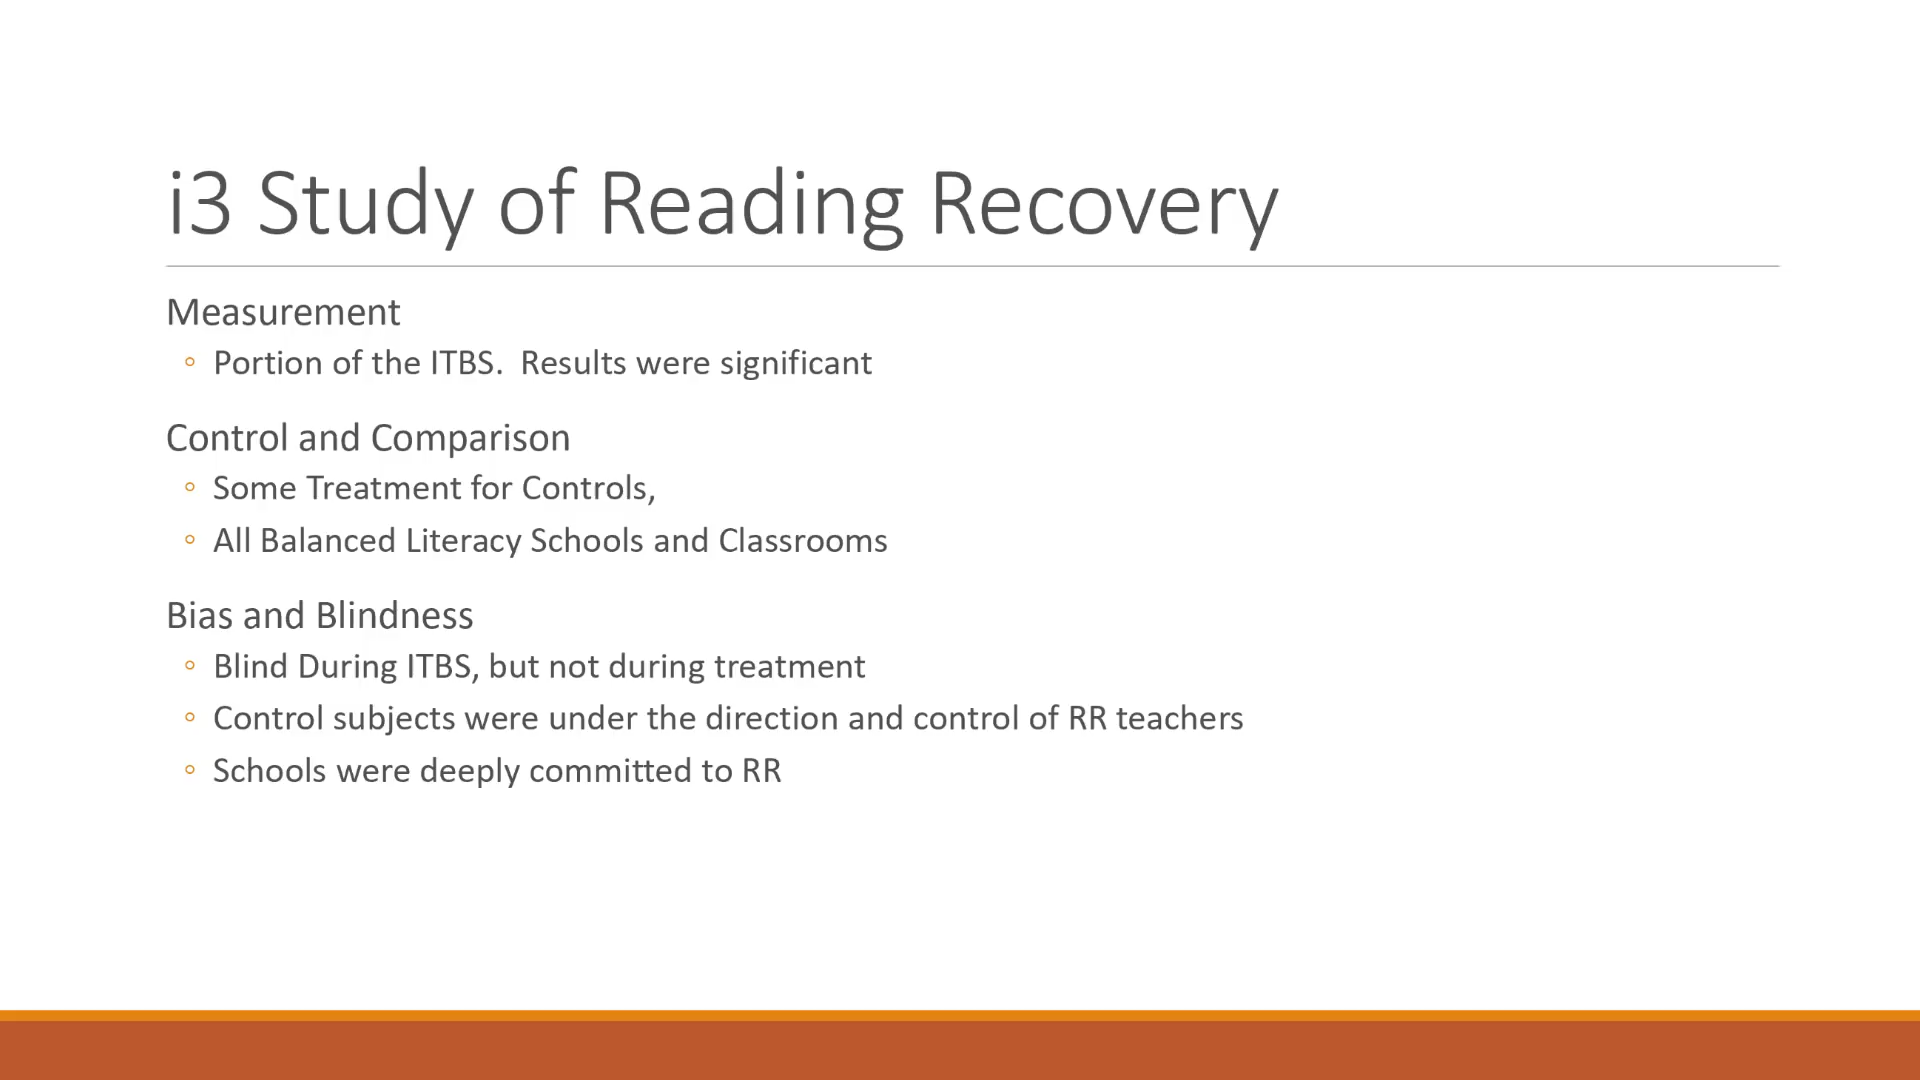 i3 Study of Reading Recovery
Measurement
◦ Portion of the ITBS.  Results were significant
Control and Comparison
◦ Some Treatment for Controls,
◦ All Balanced Literacy Schools and Classrooms
Bias and Blindness
◦ Blind During ITBS, but not during treatment
◦ Control subjects were under the direction and control of RR teachers
◦ Schools were deeply committed to RR